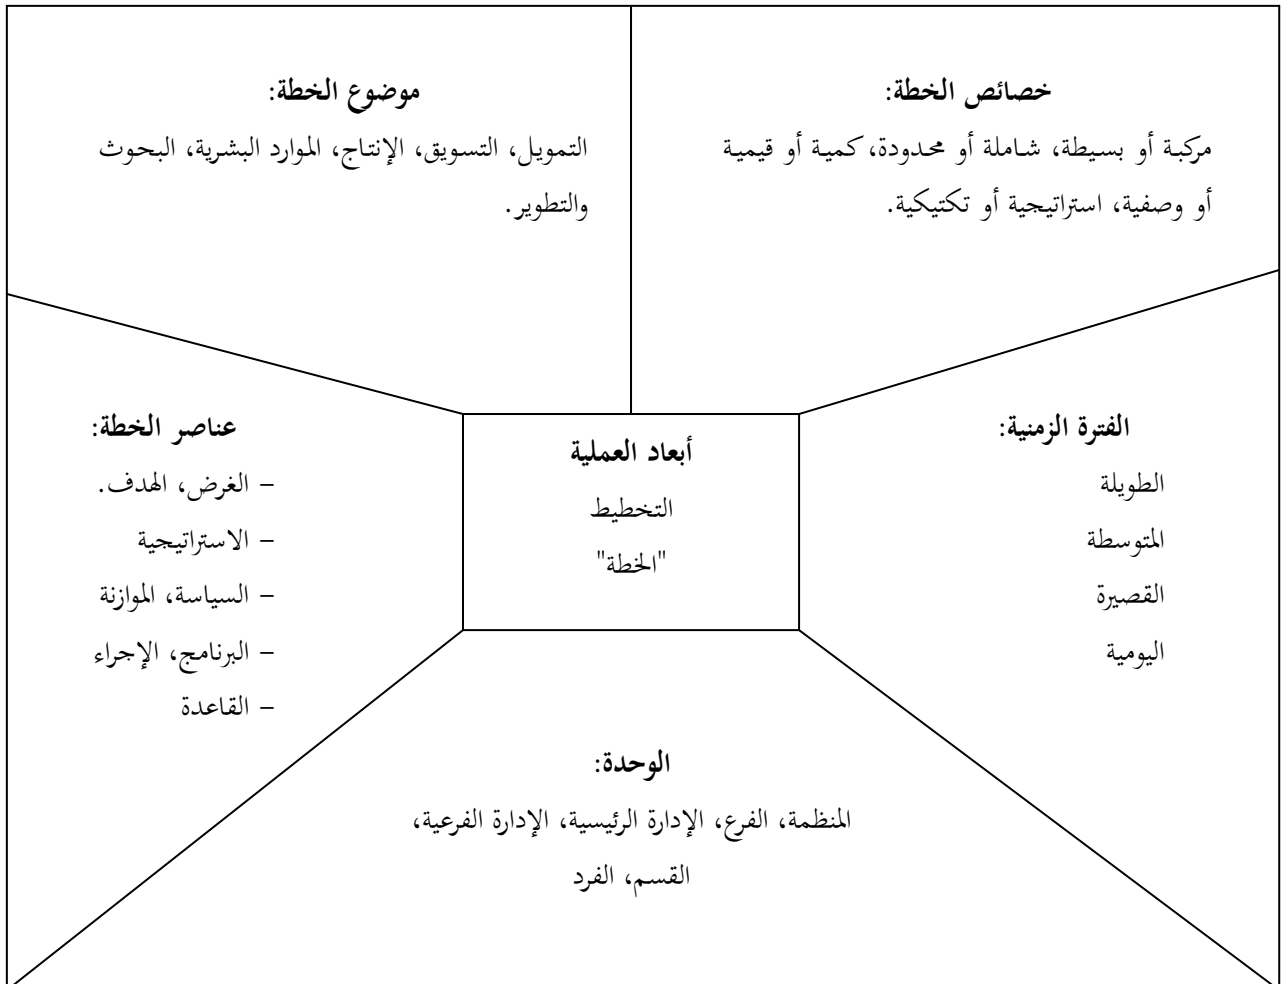 خصائص الخطة:
مركبة أو بسيطة، شاملة أو محدودة، كمية أو قيمية
أو وصفية، استراتيجية أو تكتيكية.
موضوع الخطة:
التمويل، التسويق، الإنتاج، الموارد البشرية، البحوث
والتطوير.
الفترة الزمنية:
الطويلة
المتوسطة
القصيرة
اليومية
أبعاد العملية
التخطيط
"الخطة"
عناصر الخطة:
– الغرض، الهدف.
– الاستراتيجية
– السياسة، الموازنة
– البرنامج، الإجراء
– القاعدة
الوحدة:
المنظمة، الفرع، الإدارة الرئيسية، الإدارة الفرعية،
القسم، الفرد